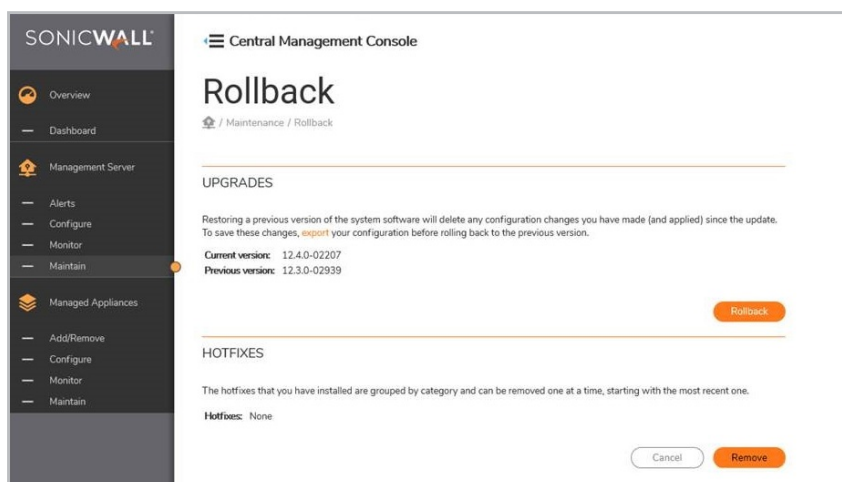 SONICWALL
Central Management Console
Rollback
/ Maintenance / Rollback
Overview
Dashboard
Management Server
Alerts
Configure
Monitor
Maintain
Managed Appliances
Add/Remove
Configure
Monitor
Maintain
UPGRADES
Restoring a previous version of the system software will delete any configuration changes you have made (and applied) since the update.
To save these changes, export your configuration before rolling back to the previous version.
Current version: 12.4.0-02207
Previous version: 12.3.0-02939
Rollback
HOTFIXES
The hotfixes that you have installed are grouped by category and can be removed one at a time, starting with the most recent one.
Hotfixes: None
Cancel
Remove